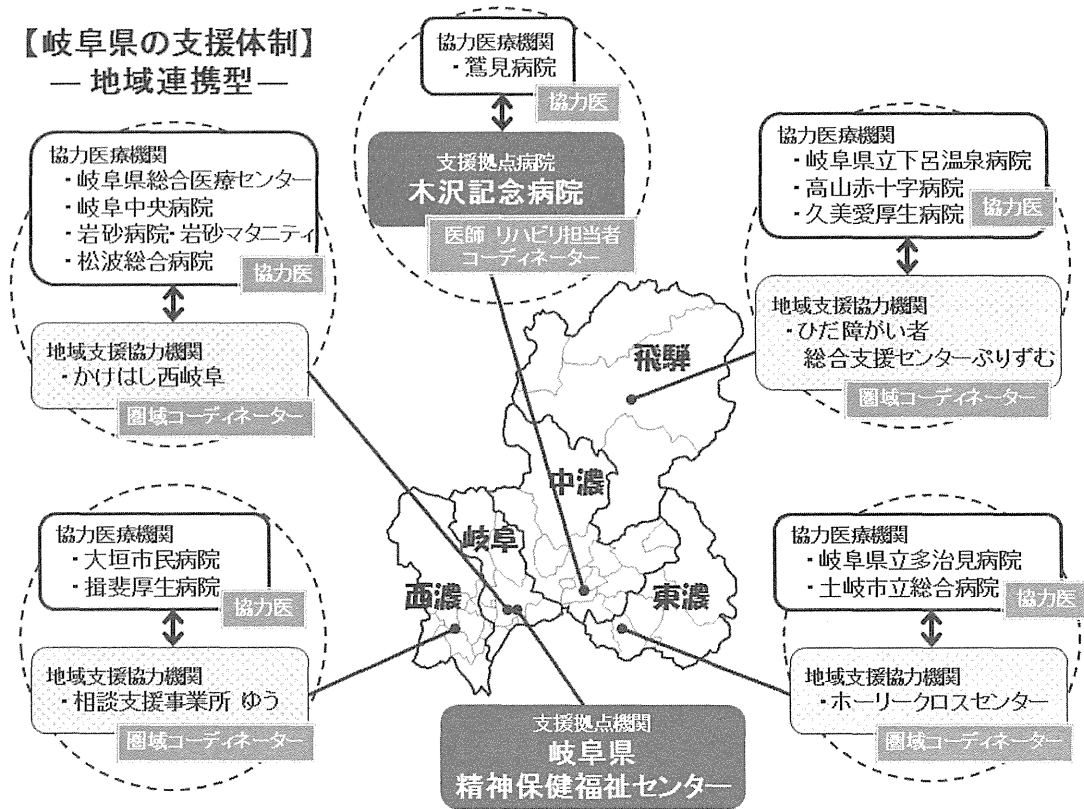 【岐阜県の支援体制】
― 地域連携型 ―
協力医療機関
・鷲見病院
協力医
支援拠点病院
木沢記念病院
医師 リハビリ担当者
コーディネーター
協力医療機関
・岐阜県総合医療センター
・岐阜中央病院
・岩砂病院・岩砂マタニティ
・松波総合病院
協力医
地域支援協力機関
・かけはし西岐阜
圏域コーディネーター
協力医療機関
・岐阜県立下呂温泉病院
・高山赤十字病院
・久美愛厚生病院
協力医
地域支援協力機関
・ひだ障がい者
総合支援センターぷりずむ
圏域コーディネーター
飛騨
中濃
岐阜
西濃
東濃
協力医療機関
・大垣市民病院
・揖斐厚生病院
協力医
地域支援協力機関
・相談支援事業所 ゆう
圏域コーディネーター
協力医療機関
・岐阜県立多治見病院
・土岐市立総合病院
協力医
地域支援協力機関
・ホーリークロスセンター
圏域コーディネーター
支援拠点機関
岐阜県
精神保健福祉センター